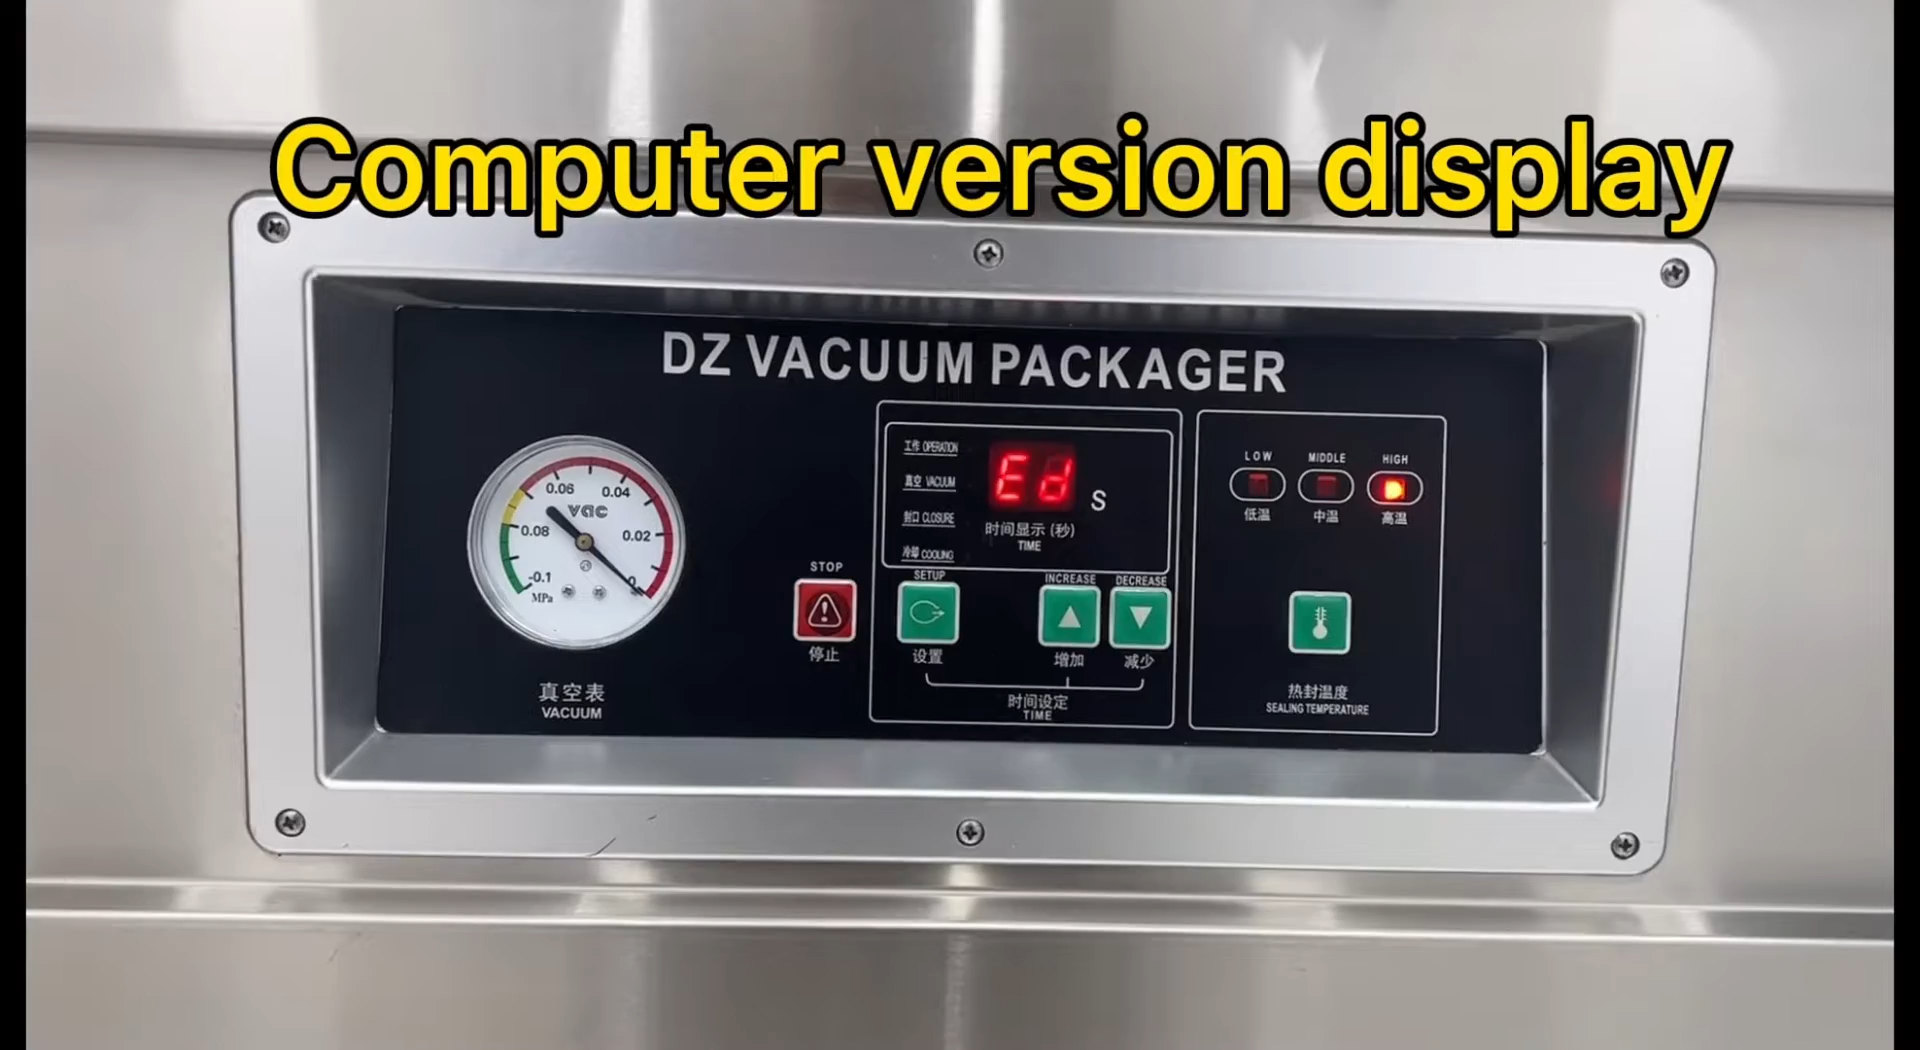 Computer version display
DZ VACUUM PACKAGER
工作 OPERATION
真空 VACUUM
封口 CLOSURE
冷却 COOLING
Ed
S
时间显示 (秒)
TIME
LOW
MIDDLE
HIGH
低温
中温
高温
0.06
0.04
vac
0.08
0.02
-0.1
0
MPa
真空表
VACUUM
STOP
停止
SETUP
INCREASE
DECREASE
设置
增加
减少
时间设定
TIME
热封温度
SEALING TEMPERATURE